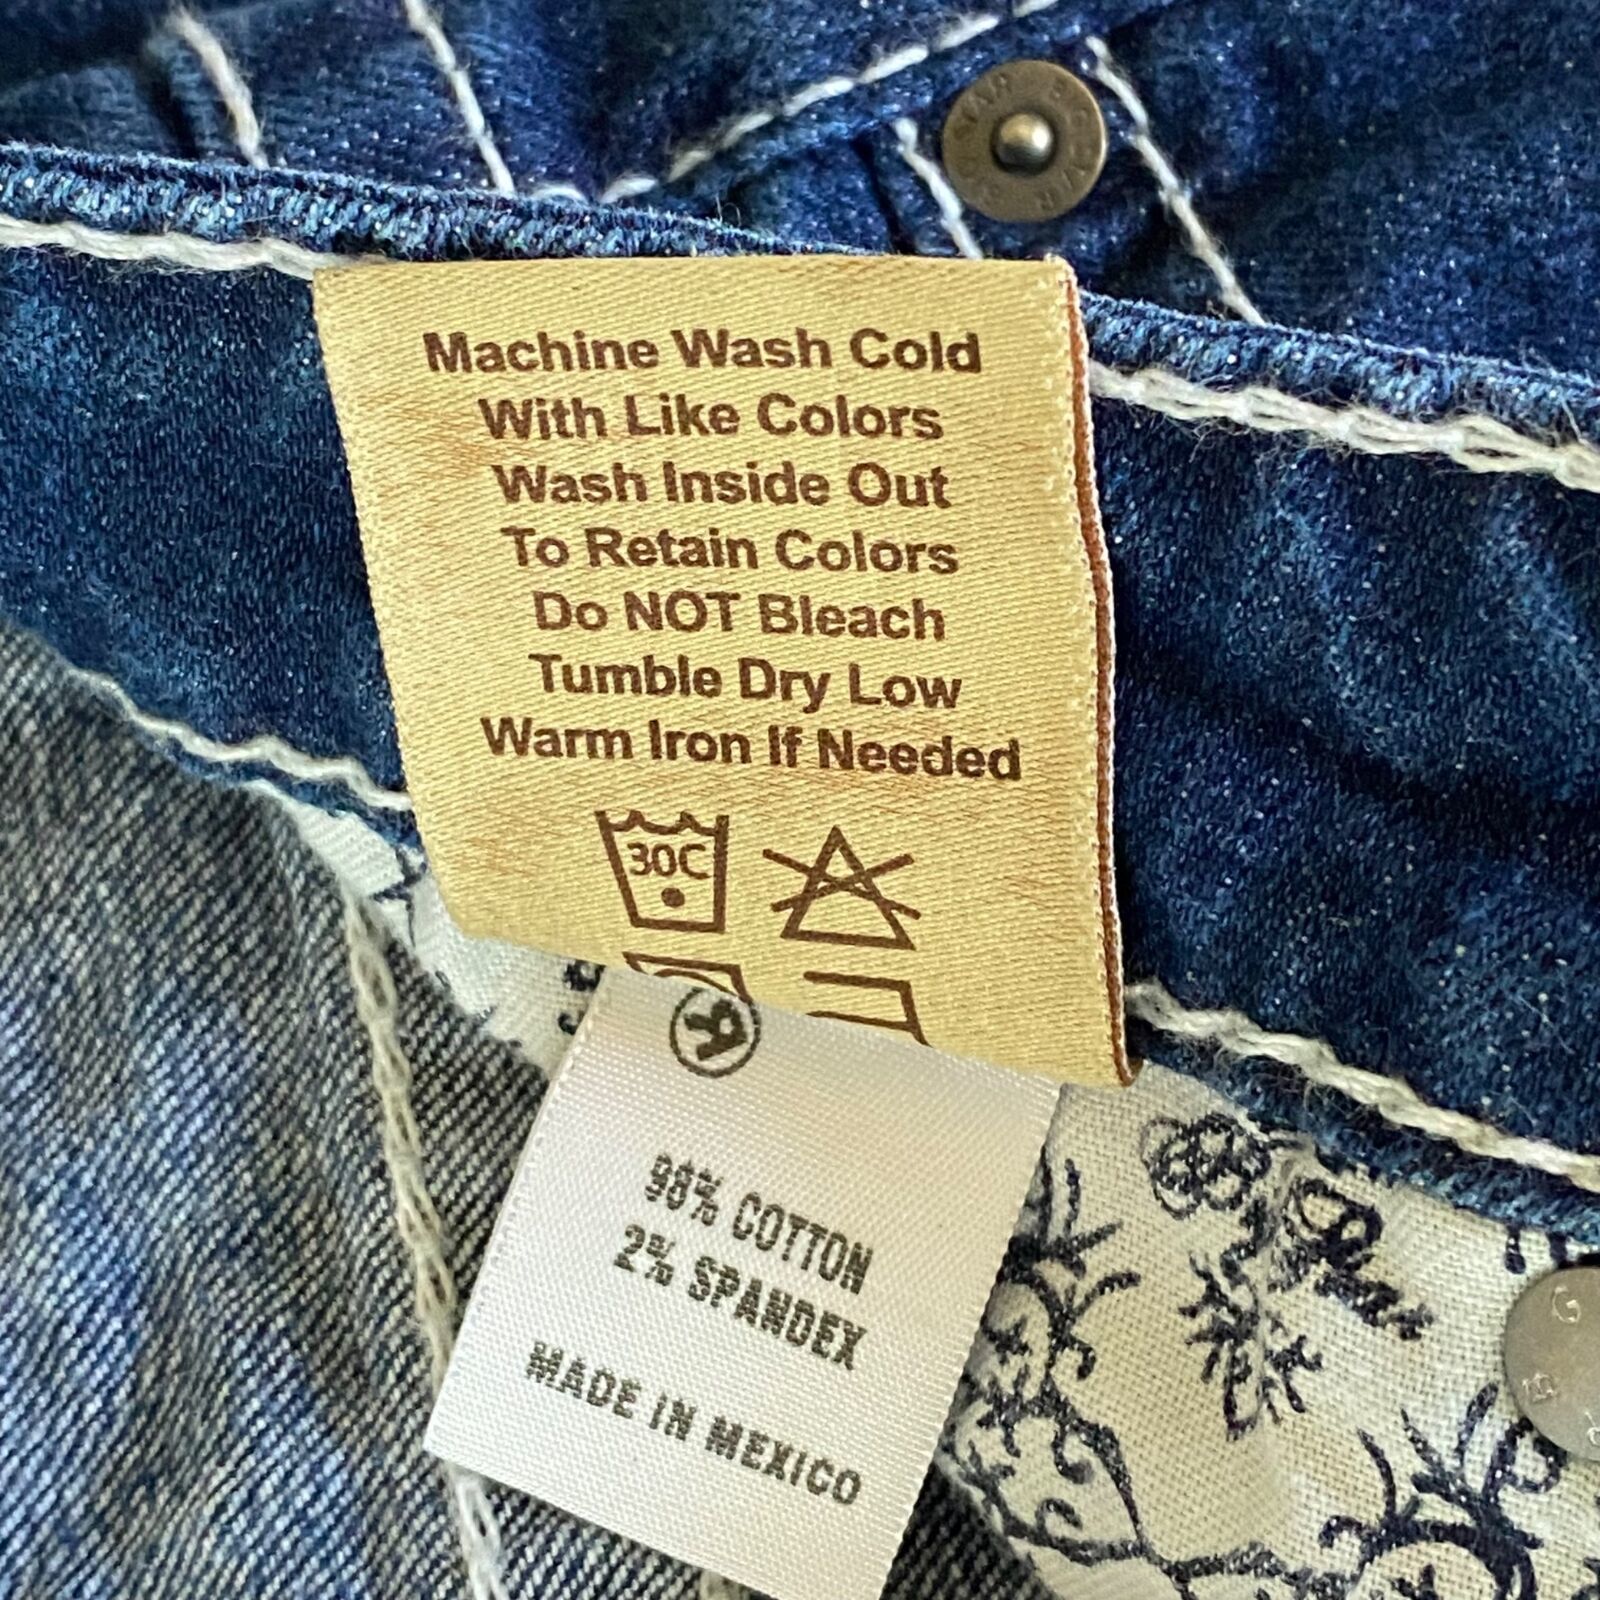 Machine Wash Cold
With Like Colors
Wash Inside Out
To Retain Colors
Do NOT Bleach
Tumble Dry Low
Warm Iron If Needed
30C
98% COTTON
2% SPANDEX
MADE IN MEXICO